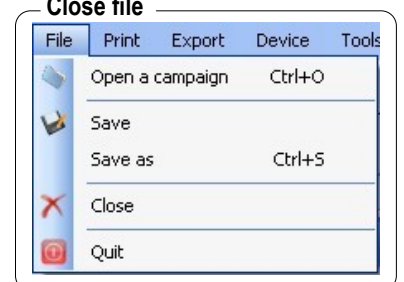 Close file
File Print Export Device Tools
Open a campaign Ctrl+O
Save
Save as Ctrl+S
Close
Quit